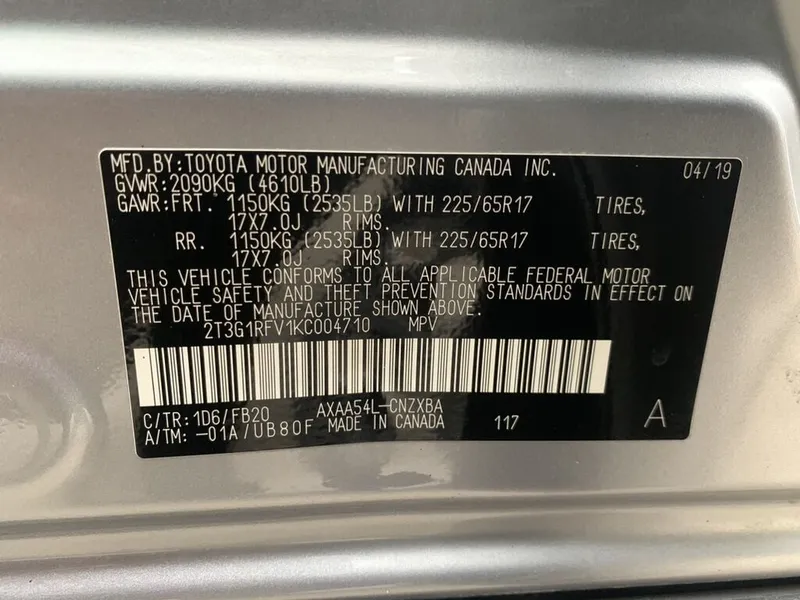 MFD.BY:TOYOTA MOTOR MANUFACTURING CANADA INC. 04/19
GVWR:2090KG (4610LB)
GAWR:FRT. 1150KG (2535LB) WITH 225/65R17 TIRES,
17X7.0J RIMS.
RR. 1150KG (2535LB) WITH 225/65R17 TIRES,
17X7.0J RIMS.
THIS VEHICLE CONFORMS TO ALL APPLICABLE FEDERAL MOTOR
VEHICLE SAFETY AND THEFT PREVENTION STANDARDS IN EFFECT ON
THE DATE OF MANUFACTURE SHOWN ABOVE.
2T3G1RFV1KC004710 MPV
C/TR:1D6/FB20 AXAA54L-CNZXBA
A/TM:-01A/UB80F MADE IN CANADA 117 A